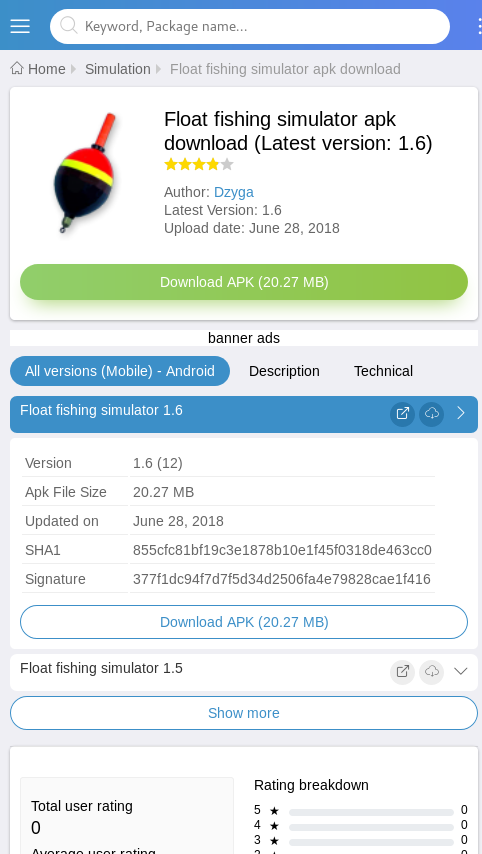 Keyword, Package name...
Home Simulation Float fishing simulator apk download
Float fishing simulator apk
download (Latest version: 1.6)
Author: Dzyga
Latest Version: 1.6
Upload date: June 28, 2018
Download APK (20.27 MB)
banner ads
All versions (Mobile) - Android Description Technical
Float fishing simulator 1.6
Version 1.6 (12)
Apk File Size 20.27 MB
Updated on June 28, 2018
SHA1 855cfc81bf19c3e1878b10e1f45f0318de463cc0
Signature 377f1dc94f7d7f5d34d2506fa4e79828cae1f416
Download APK (20.27 MB)
Float fishing simulator 1.5
Show more
Total user rating
0
Average user rating
Rating breakdown
5 ★ 0
4 ★ 0
3 ★ 0